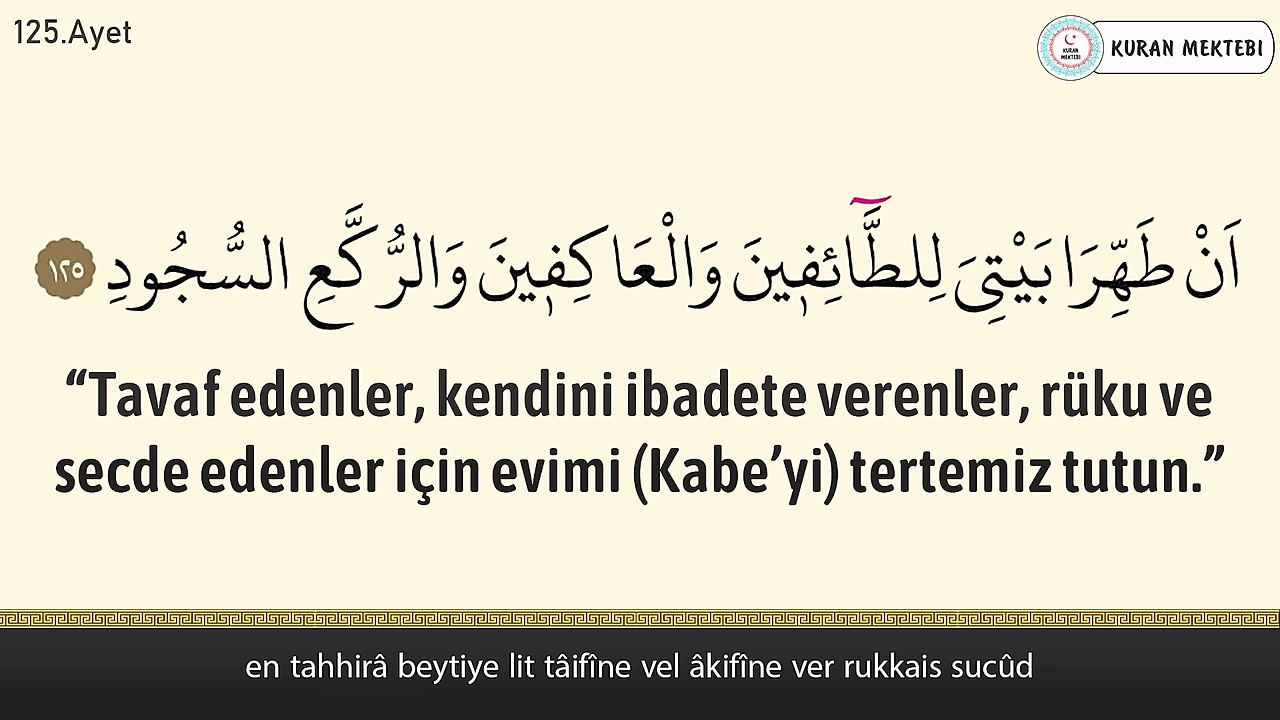 125.Ayet
KURAN MEKTEBI
KURAN
MEKTEBİ
اَنْ طَهِّرَا بَيْتِىَ لِلطَّٓائِفٖينَ وَالْعَاكِفٖينَ وَالرُّكَّعِ السُّجُودِ ١٢٥
“Tavaf edenler, kendini ibadete verenler, rüku ve
secde edenler için evimi (Kabe’yi) tertemiz tutun.”
en tahhirâ beytiye lit tâifîne vel âkifîne ver rukkais sucûd